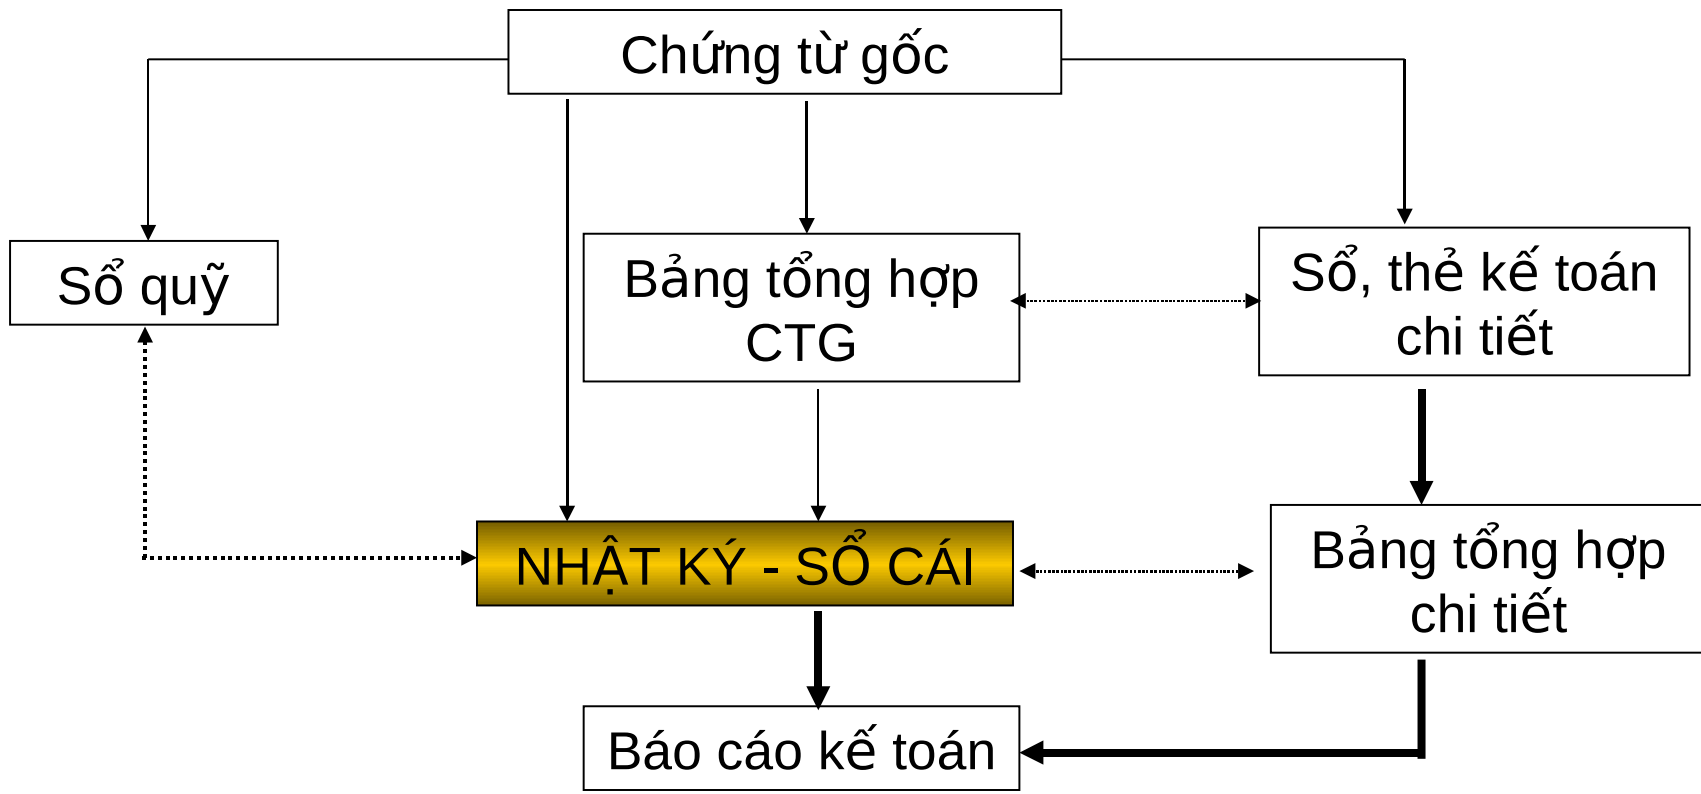 Chứng từ gốc
Sổ quỹ
Bảng tổng hợp
CTG
Sổ, thẻ kế toán
chi tiết
NHẬT KÝ - SỔ CÁI
Bảng tổng hợp
chi tiết
Báo cáo kế toán